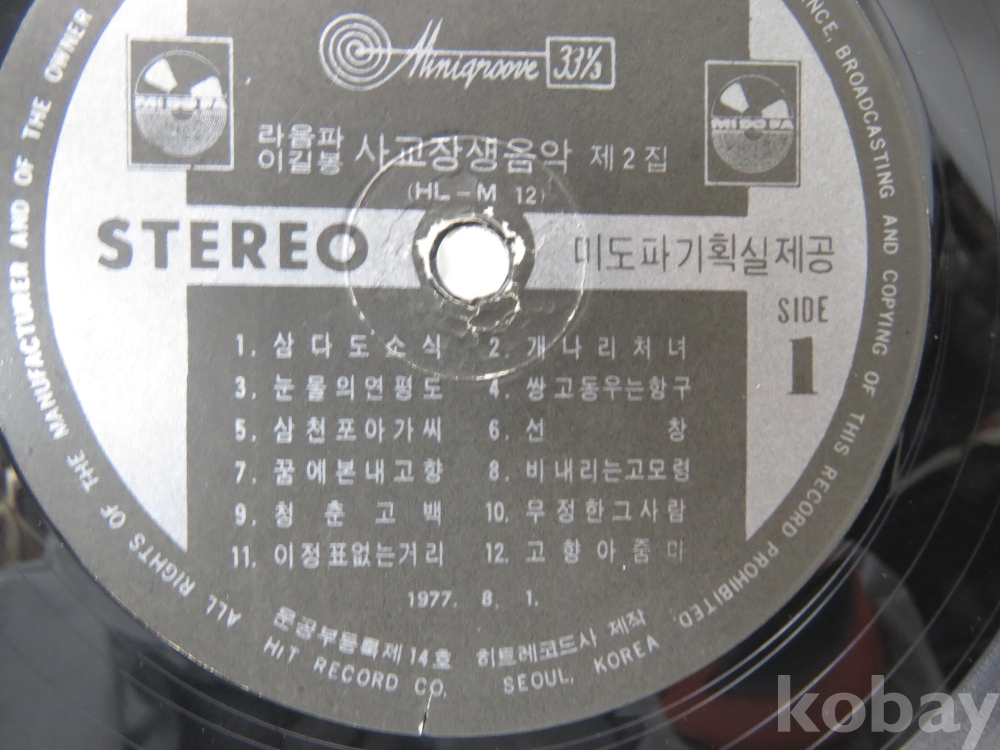 Minigroove 33⅓
MIDOPA
MIDOPA
라음파
이길봉 사교장생음악 제2집
(HL-M 12)
STEREO
미도파기획실제공
SIDE
1
1. 삼다도소식 2. 개나리처녀
3. 눈물의연평도 4. 쌍고동우는항구
5. 삼천포아가씨 6. 선창
7. 꿈에본내고향 8. 비내리는고모령
9. 청춘고백 10. 무정한그사람
11. 이정표없는거리 12. 고향아줌마
1977. 8. 1.
문공부등록제14호 히트레코드사 제작
HIT RECORD CO. SEOUL, KOREA
ALL RIGHTS OF THE MANUFACTURER AND OF THE OWNER
BROADCASTING AND COPYING OF THIS RECORD PROHIBITED.
kobay